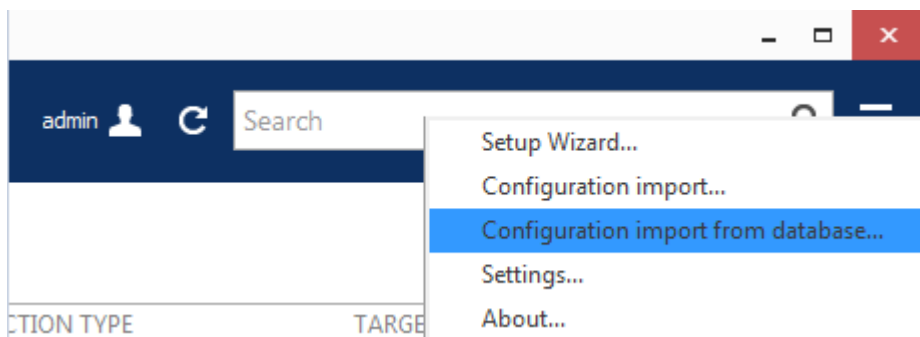 admin
Search
Setup Wizard...
Configuration import...
Configuration import from database...
Settings...
About...
CTION TYPE
TARGE